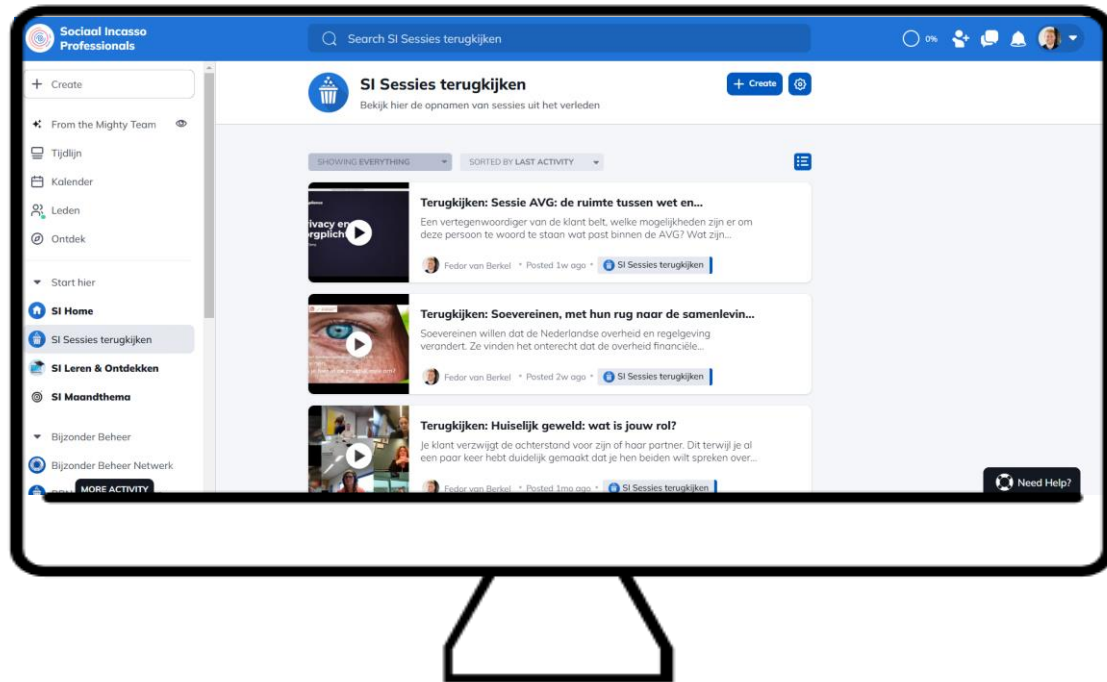 Sociaal Incasso
Professionals
Search SI Sessies terugkijken
0%
Create
From the Mighty Team
Tijdlijn
Kalender
Leden
Ontdek
Start hier
SI Home
SI Sessies terugkijken
SI Leren & Ontdekken
SI Maandthema
Bijzonder Beheer
Bijzonder Beheer Netwerk
MORE ACTIVITY
SI Sessies terugkijken
Bekijk hier de opnamen van sessies uit het verleden
+ Create
SHOWING EVERYTHING
SORTED BY LAST ACTIVITY
Terugkijken: Sessie AVG: de ruimte tussen wet en...
Een vertegenwoordiger van de klant belt, welke mogelijkheden zijn er om
deze persoon te woord te staan wat past binnen de AVG? Wat zijn...
Fedor van Berkel • Posted 1w ago • SI Sessies terugkijken
Terugkijken: Soevereinen, met hun rug naar de samenlevin...
Soevereinen willen dat de Nederlandse overheid en regelgeving
verandert. Ze vinden het onterecht dat de overheid financiële...
Fedor van Berkel • Posted 2w ago • SI Sessies terugkijken
Terugkijken: Huiselijk geweld: wat is jouw rol?
Je klant verzwijgt de achterstand voor zijn of haar partner. Dit terwijl je al
een paar keer hebt duidelijk gemaakt dat je hen beiden wilt spreken over...
Fedor van Berkel • Posted 1mo ago • SI Sessies terugkijken
Need Help?